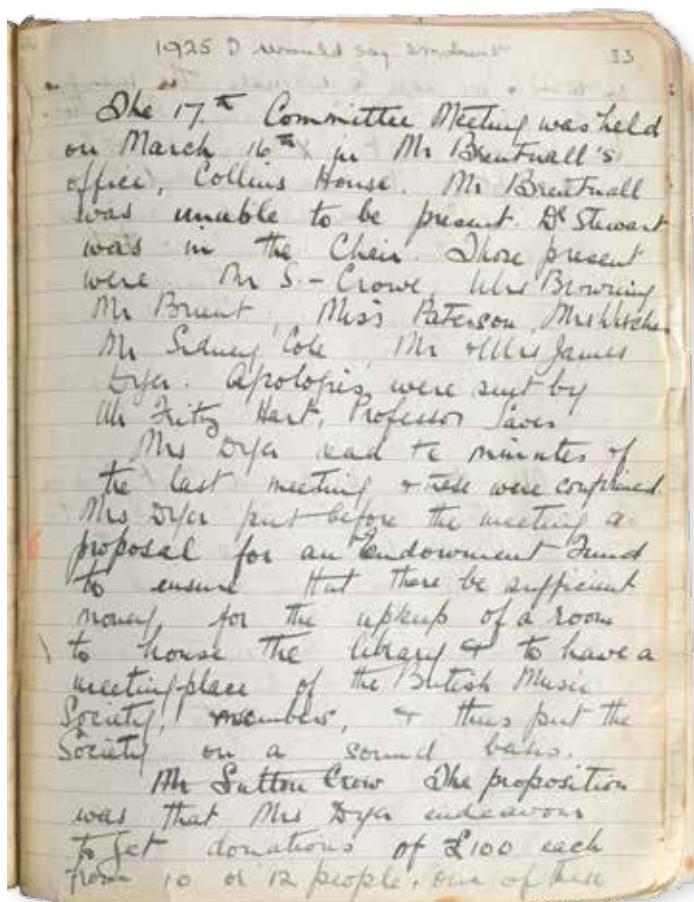 1925 I would say
33
The 17th Committee Meeting was held
on March 16th in Mr Brentnall's
office, Collins House. Mr Brentnall
was unable to be present. Dr Stewart
was in the Chair. Those present
were Mr S.-Crowe, Mrs Browning
Mr Brunt, Miss Paterson, Mrs
Mr Sidney Cole, Mr & Mrs James
Dyer. Apologies were sent by
Mr Fritz Hart, Professor Laver
Mrs Dyer read the minutes of
the last meeting & these were confirmed.
Mrs Dyer put before the meeting a
proposal for an Endowment Fund
to ensure that there be sufficient
money for the upkeep of a room
to house the library & to have a
meeting place of the British Music
Society, members, & thus put the
Society on a sound basis.
Mr Sutton Crow The proposition
was that Mrs Dyer endeavour
to get donations of £100 each
from 10 or 12 people, one of these